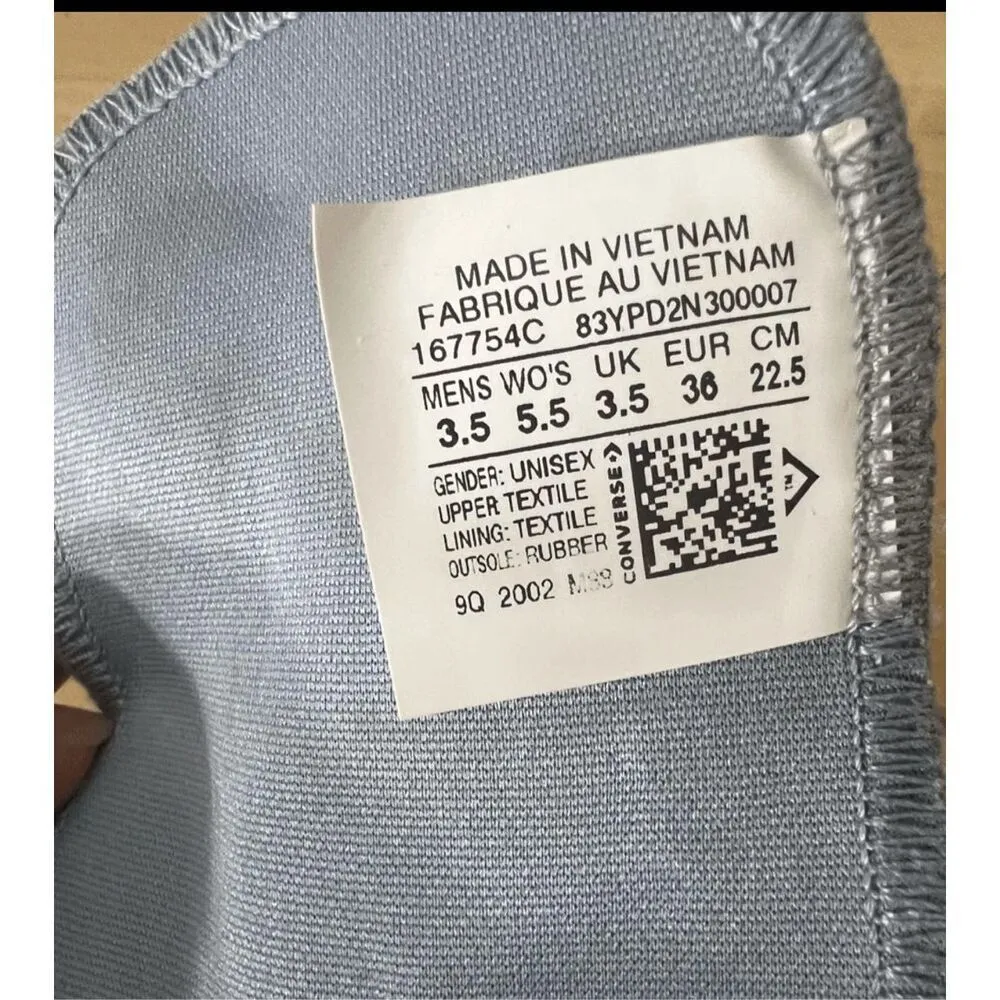 MADE IN VIETNAM
FABRIQUE AU VIETNAM
167754C 83YPD2N300007
MENS WO'S UK EUR CM
3.5 5.5 3.5 36 22.5
GENDER: UNISEX
UPPER TEXTILE
LINING: TEXTILE
OUTSOLE: RUBBER
9Q 2002
CONVERSE
TM